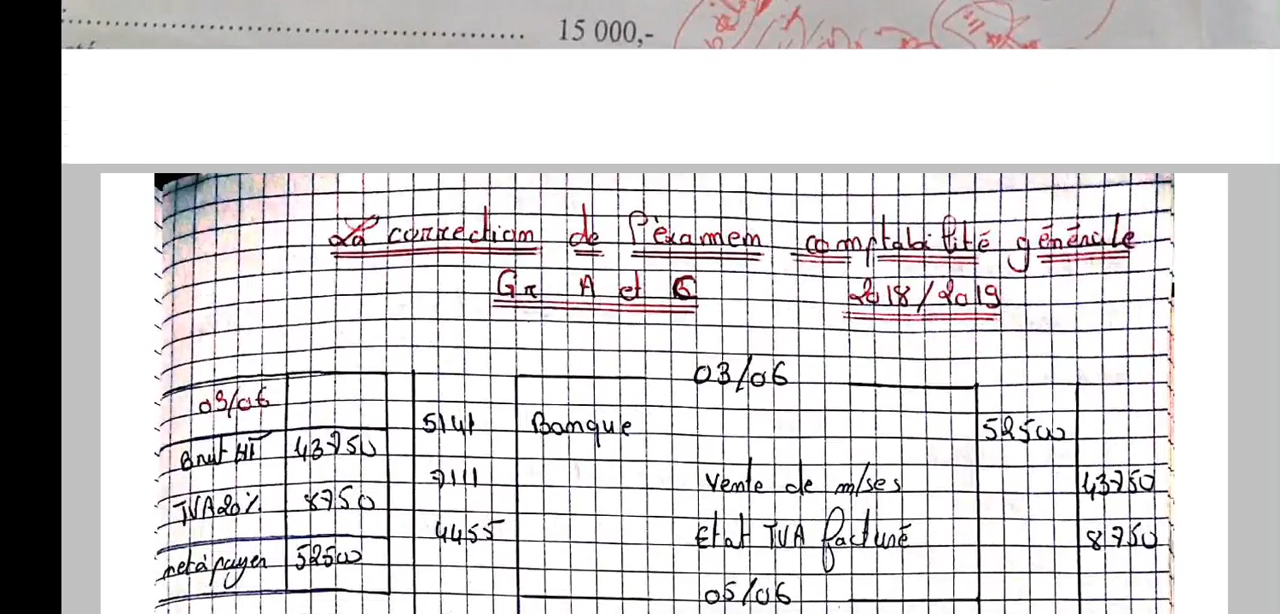 15 000,-
La correction de l'examen comptabilité générale
Gr A et C 2018/2019
03/06
03/06
5141 Banque 52500
Brut HT 43750
7111 Vente de m/ses 43750
TVA 20% 8750
4455 Etat TVA facturé 8750
net à payer 52500
05/06